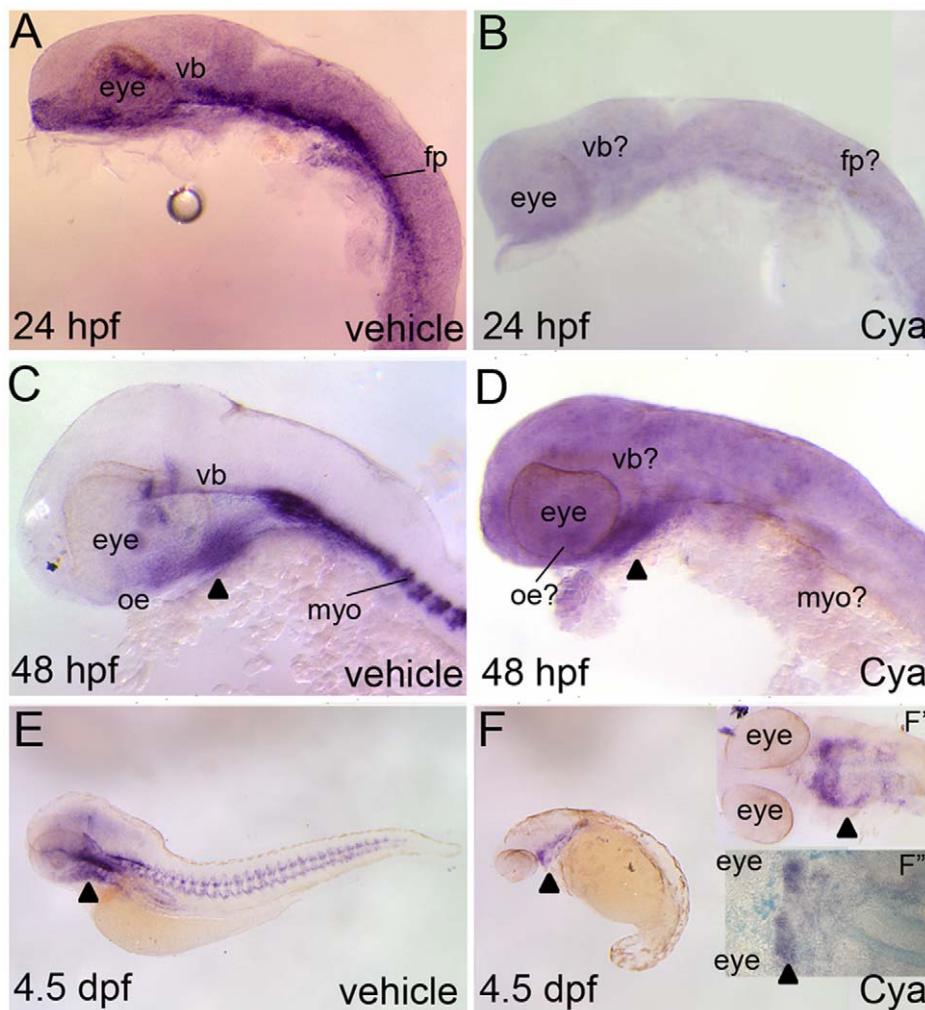 A
eye
vb
fp
24 hpf
vehicle
B
vb?
fp?
eye
24 hpf
Cya
C
vb
eye
oe
myo
48 hpf
vehicle
D
vb?
eye
oe?
myo?
48 hpf
Cya
E
4.5 dpf
vehicle
F
4.5 dpf
F'
eye
eye
eye
F"
eye
Cya